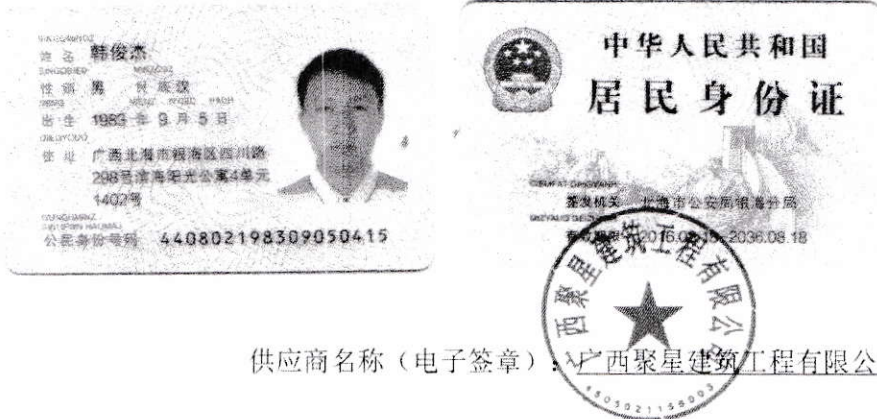 姓名 韩俊杰
性别 男 民族 汉
出生 1983 年 9 月 5 日
住址 广西北海市银海区四川路
298号滨海阳光公寓4单元
1402号
公民身份号码 440802198309050415
中华人民共和国
居民身份证
签发机关 北海市公安局银海分局
2036.08.18
广西聚星建筑工程有限公司
供应商名称（电子签章）：广西聚星建筑工程有限公